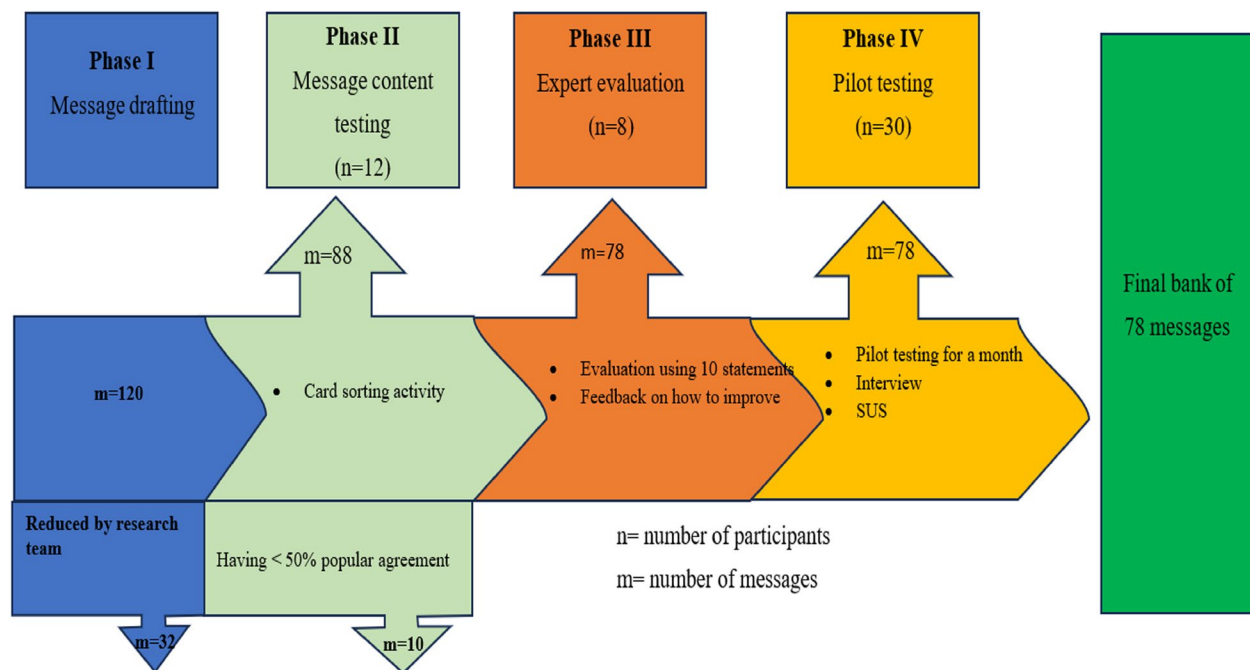 Phase I
Message drafting
Phase II
Message content
testing
(n=12)
Phase III
Expert evaluation
(n=8)
Phase IV
Pilot testing
(n=30)
m=88
m=78
m=78
Final bank of
78 messages
m=120
• Card sorting activity
• Evaluation using 10 statements
• Feedback on how to improve
• Pilot testing for a month
• Interview
• SUS
Reduced by research
team
Having < 50% popular agreement
n= number of participants
m= number of messages
m=32
m=10